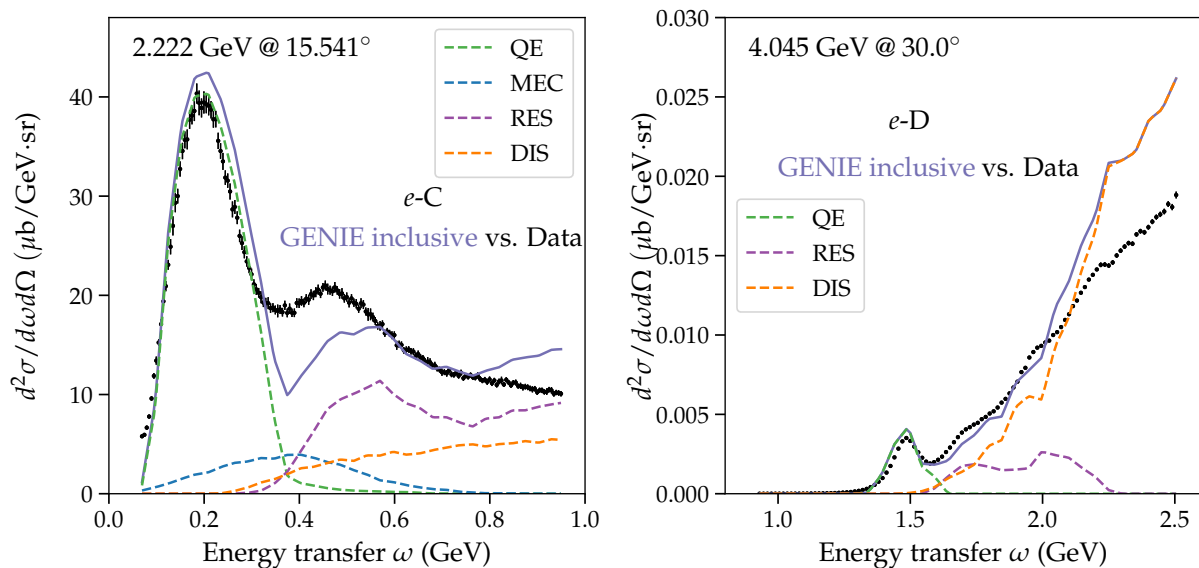 2.222 GeV @ 15.541°
QE
MEC
RES
DIS
e-C
GENIE inclusive vs. Data
d²σ/dωdΩ (μb/GeV·sr)
0
10
20
30
40
0.0
0.2
0.4
0.6
0.8
1.0
Energy transfer ω (GeV)
4.045 GeV @ 30.0°
e-D
GENIE inclusive vs. Data
QE
RES
DIS
d²σ/dωdΩ (μb/GeV·sr)
0.030
0.025
0.020
0.015
0.010
0.005
0.000
1.0
1.5
2.0
2.5
Energy transfer ω (GeV)